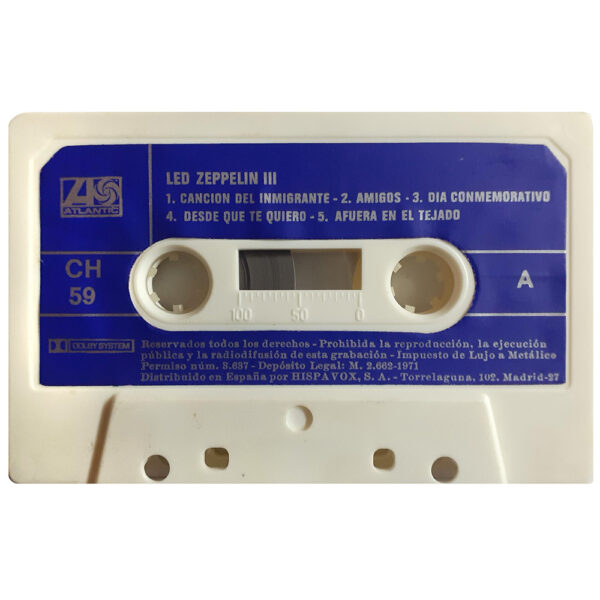 LED ZEPPELIN III
1. CANCION DEL INMIGRANTE - 2. AMIGOS - 3. DIA CONMEMORATIVO
4. DESDE QUE TE QUIERO - 5. AFUERA EN EL TEJADO
ATLANTIC
CH
59
A
100 50 0
DOLBY SYSTEM
Reservados todos los derechos - Prohibida la reproducción, la ejecución
pública y la radiodifusión de esta grabación - Impuesto de Lujo a Metálico
Permiso núm. 8.637 - Depósito Legal: M. 2.662-1971
Distribuido en España por HISPAVOX, S. A. - Torrelaguna, 102. Madrid-27